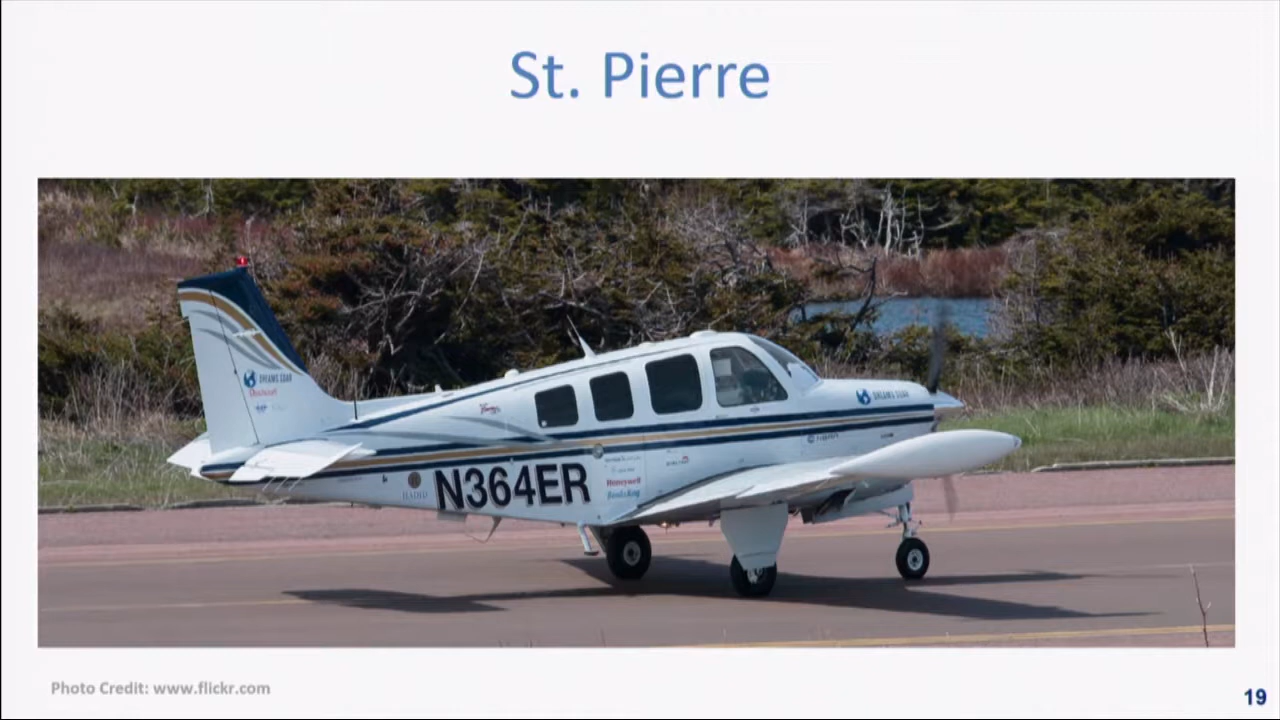 St. Pierre
DREAMS SOAR
DREAMS SOAR
N364ER
Honeywell
Photo Credit: www.flickr.com
19